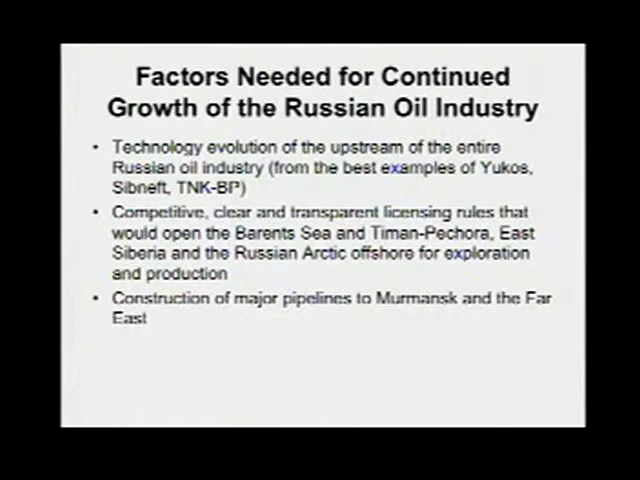 Factors Needed for Continued
Growth of the Russian Oil Industry
• Technology evolution of the upstream of the entire
Russian oil industry (from the best examples of Yukos,
Sibneft, TNK-BP)
• Competitive, clear and transparent licensing rules that
would open the Barents Sea and Timan-Pechora, East
Siberia and the Russian Arctic offshore for exploration
and production
• Construction of major pipelines to Murmansk and the Far
East